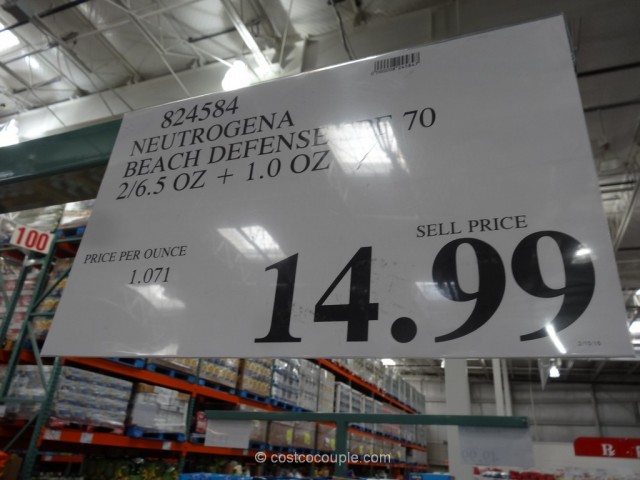 824584
NEUTROGENA
BEACH DEFENSE 70
2/6.5 OZ + 1.0 OZ
SELL PRICE
PRICE PER OUNCE
1.071
14.99
100
© costcocouple.com